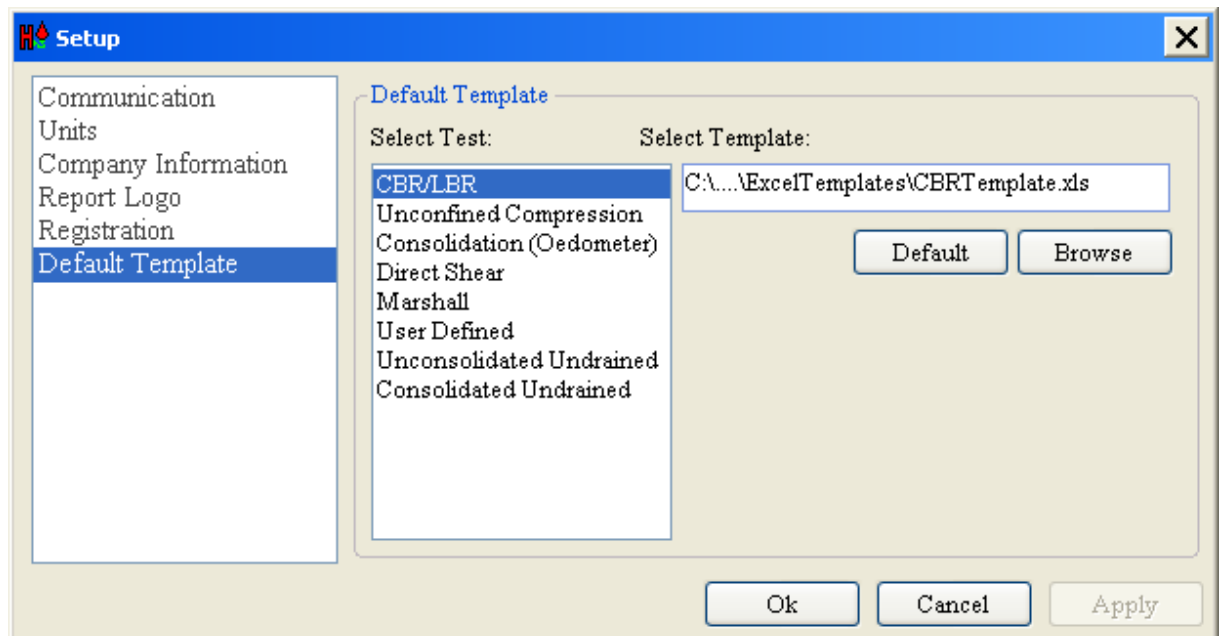 Setup
Communication
Units
Company Information
Report Logo
Registration
Default Template
Default Template
Select Test:
Select Template:
CBR/LBR
Unconfined Compression
Consolidation (Oedometer)
Direct Shear
Marshall
User Defined
Unconsolidated Undrained
Consolidated Undrained
C:\....\ExcelTemplates\CBRTemplate.xls
Default
Browse
Ok
Cancel
Apply